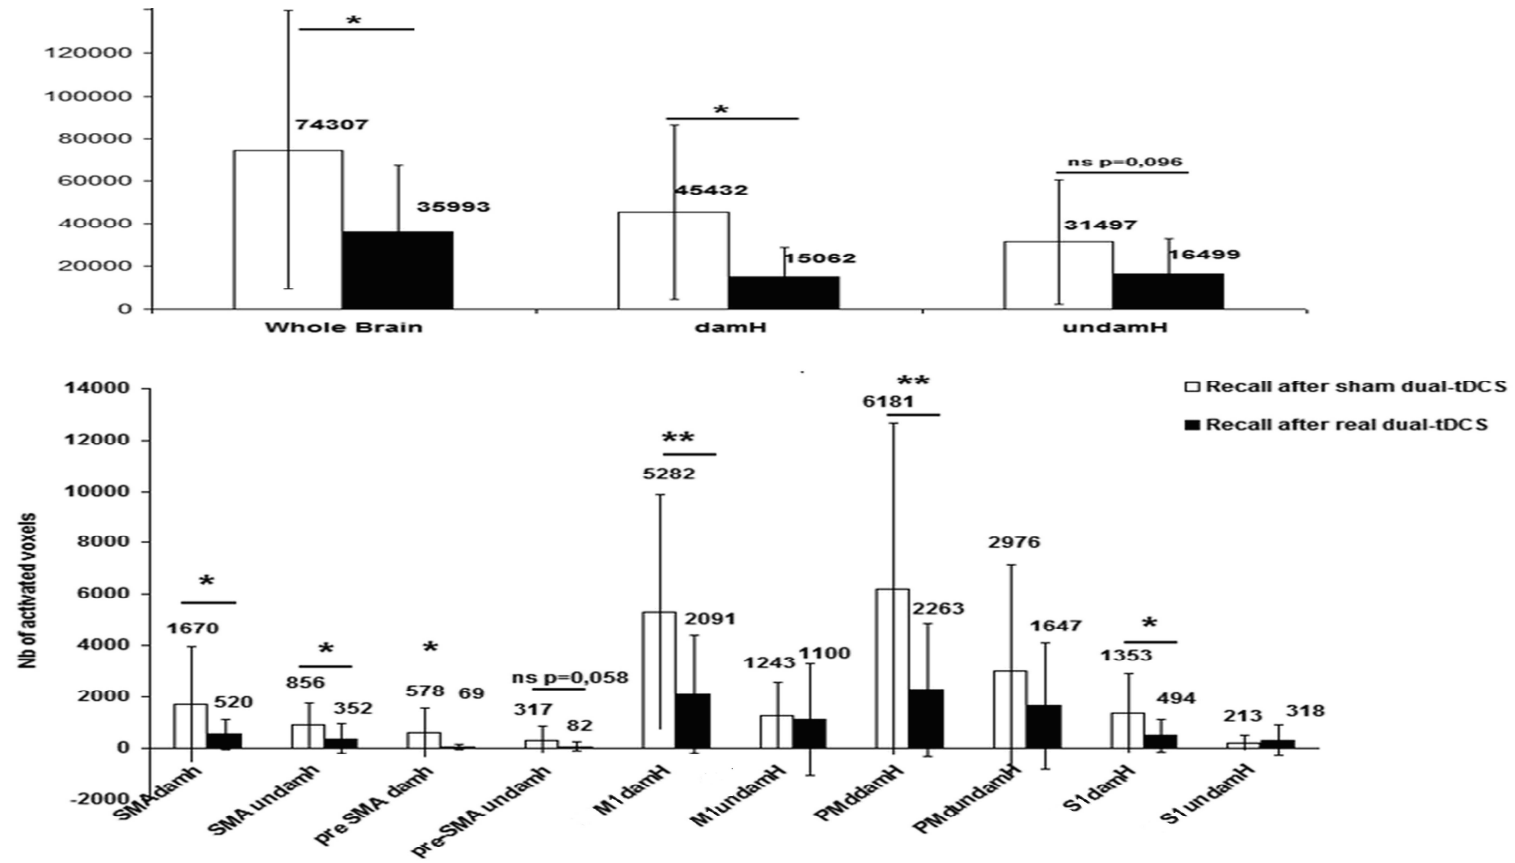 *
120000
100000
80000
60000
40000
20000
0
74307
35993
*
45432
15062
ns p=0,096
31497
16499
Whole Brain
damH
undamH
Recall after sham dual-tDCS
Recall after real dual-tDCS
Nb of activated voxels
14000
12000
10000
8000
6000
4000
2000
0
-2000
*
1670
520
*
856
352
*
578
69
ns p=0,058
317
82
**
5282
2091
1243
1100
**
6181
2263
2976
1647
*
1353
494
213
318
SMAdamh
SMA undamh
pre SMA damh
pre-SMA undamh
M1damH
M1undamH
PMddamH
PMdundamH
S1damH
S1undamH